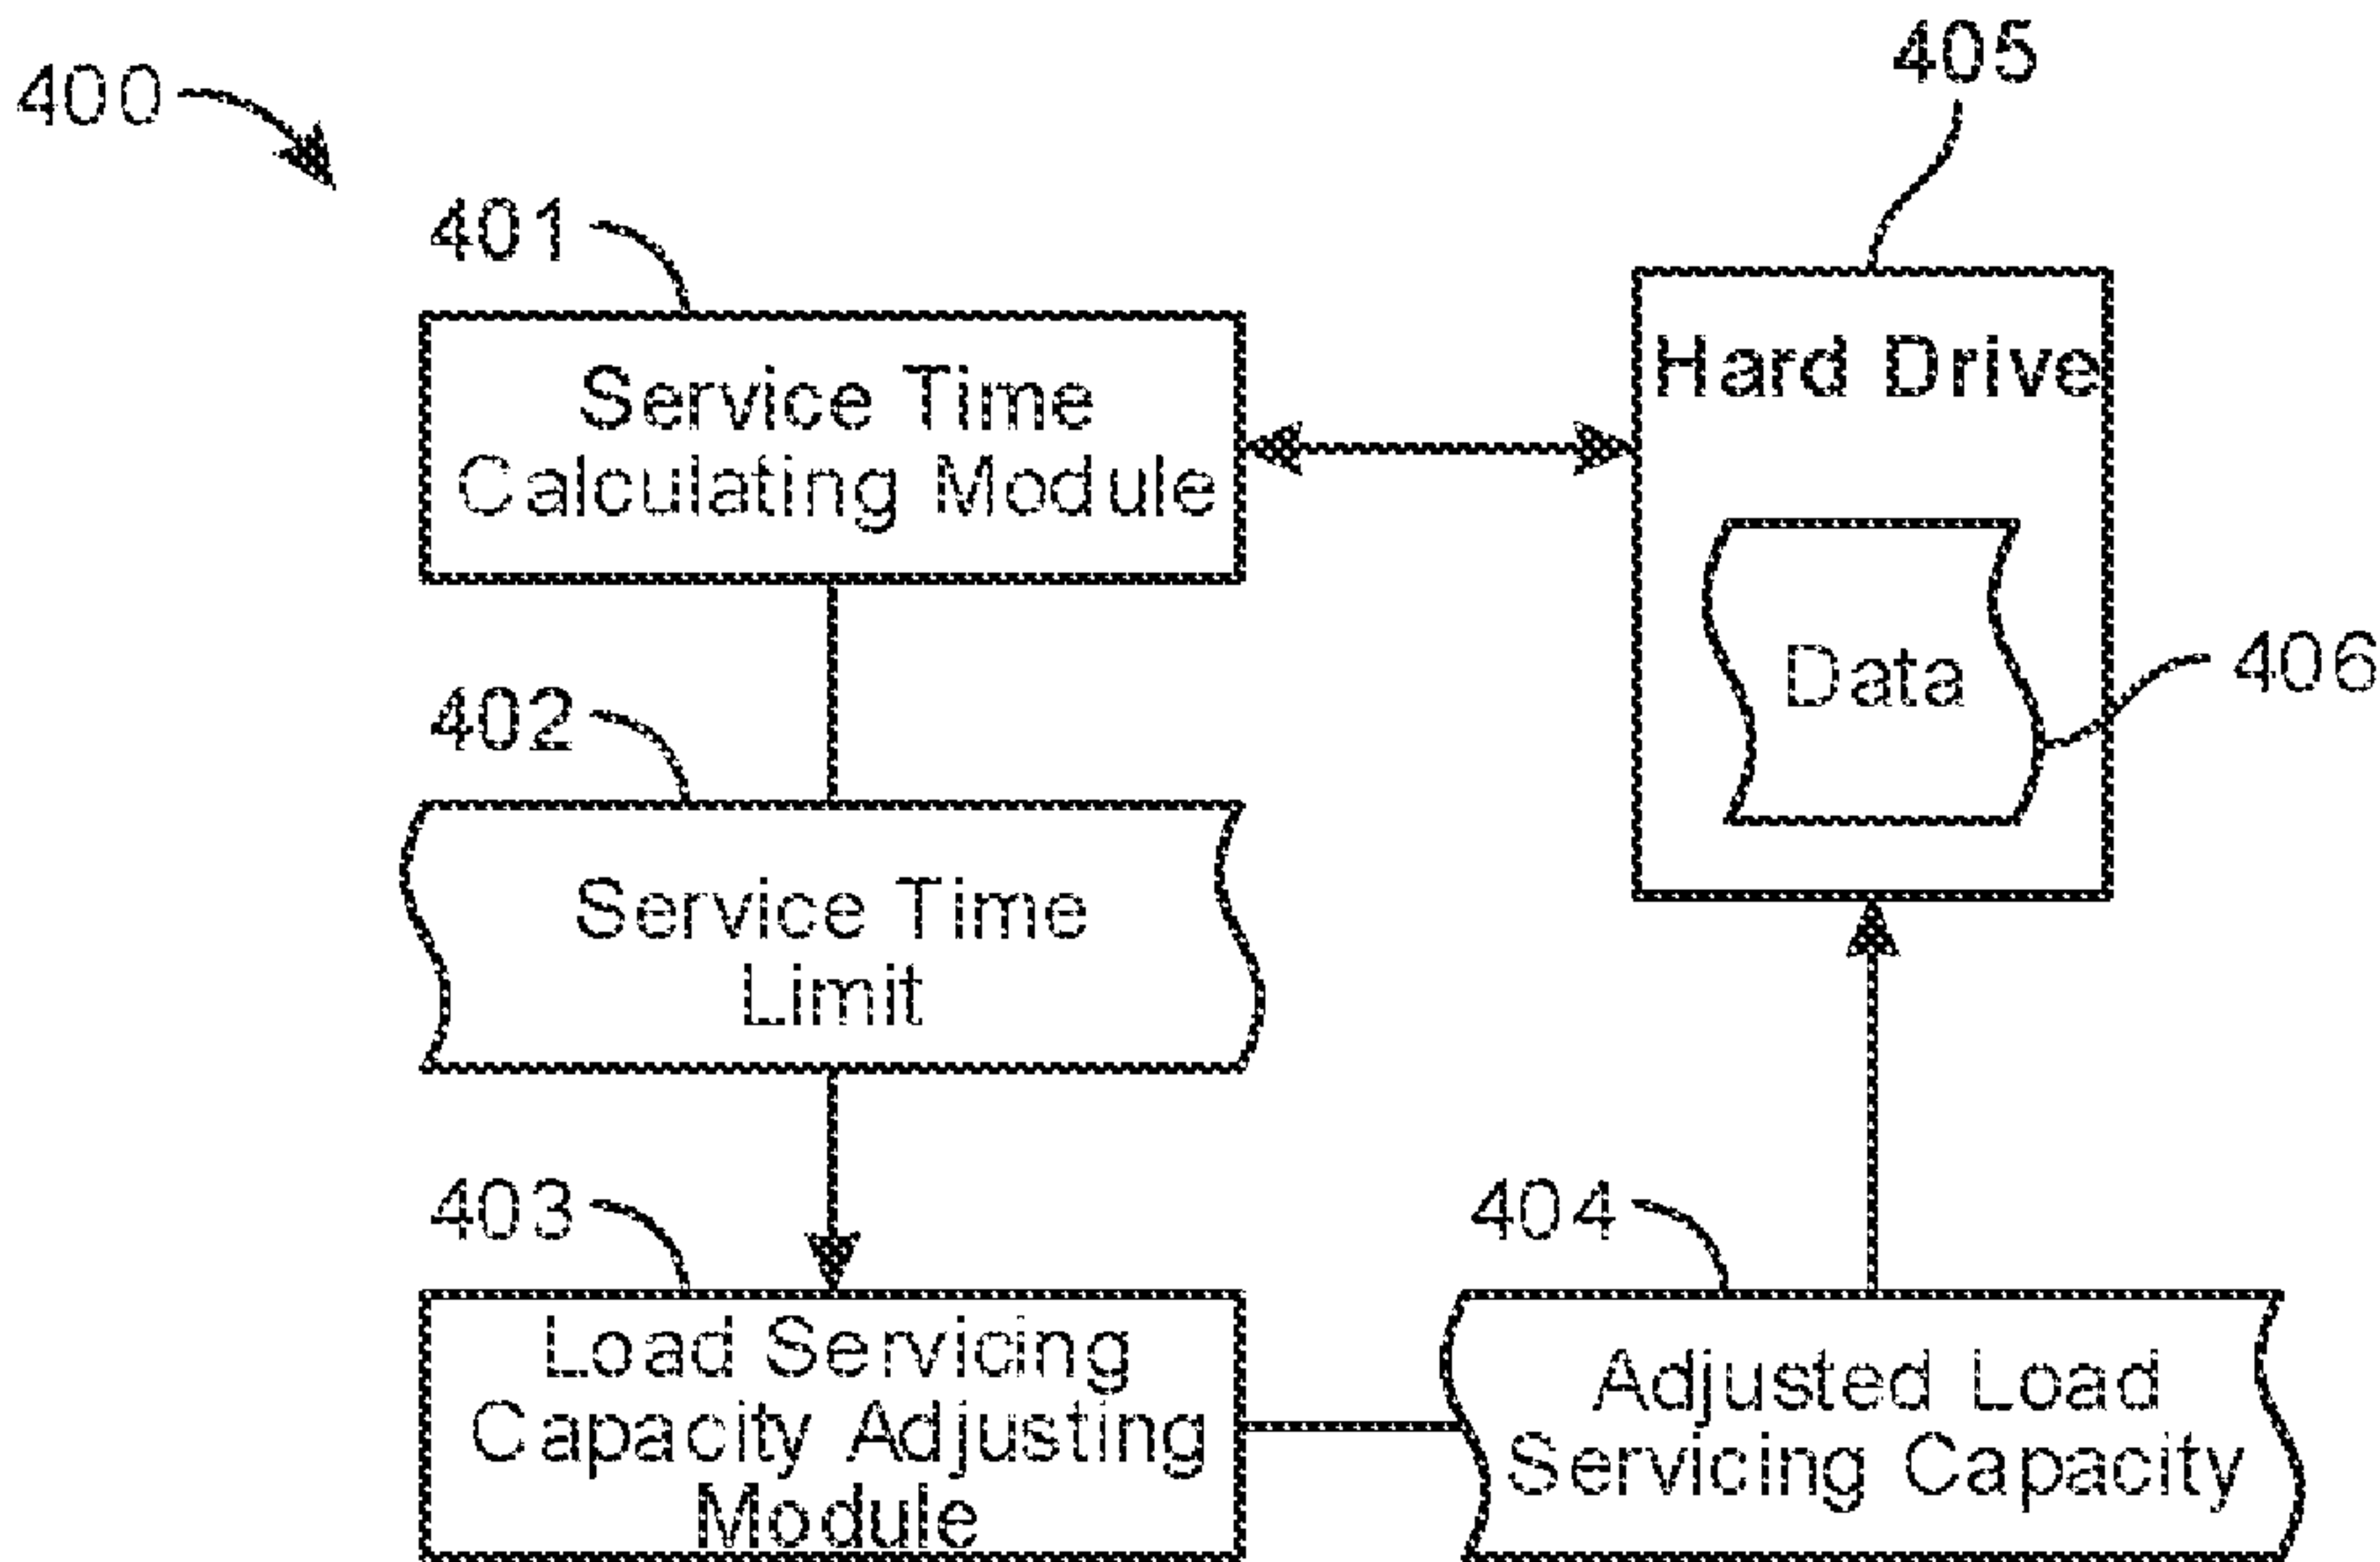 400
405
401
Service Time
Calculating Module
Hard Drive
Data
406
402
Service Time
Limit
403
Load Servicing
Capacity Adjusting
Module
404
Adjusted Load
Servicing Capacity